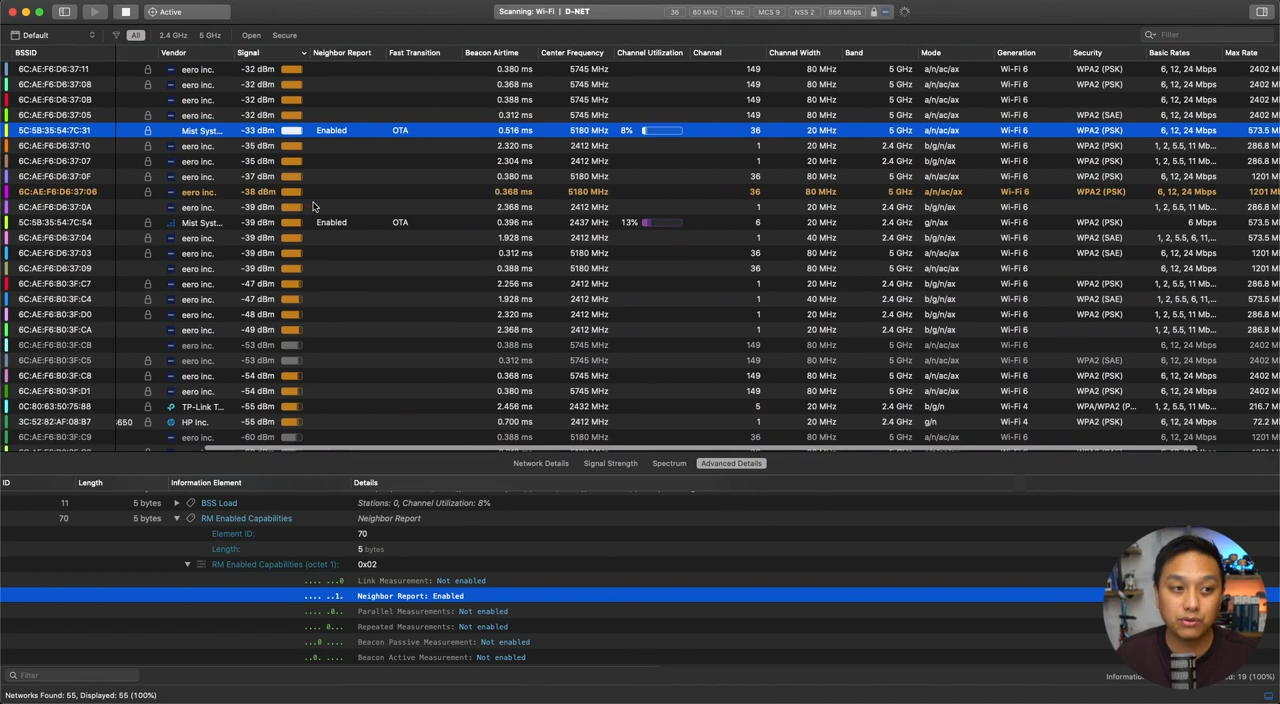 Active
Scanning: Wi-Fi | D-NET 36 80 MHz 11ac MCS 9 NSS 2 866 Mbps
Default All 2.4 GHz 5 GHz Open Secure Filter
BSSID Vendor Signal Neighbor Report Fast Transition Beacon Airtime Center Frequency Channel Utilization Channel Channel Width Band Mode Generation Security Basic Rates Max Rate
6C:AE:F6:D6:37:11 eero inc. -32 dBm 0.380 ms 5745 MHz 149 80 MHz 5 GHz a/n/ac/ax Wi-Fi 6 WPA2 (PSK) 6, 12, 24 Mbps 2402 M
6C:AE:F6:D6:37:08 eero inc. -32 dBm 0.368 ms 5745 MHz 149 80 MHz 5 GHz a/n/ac/ax Wi-Fi 6 WPA2 (PSK) 6, 12, 24 Mbps 2402 M
6C:AE:F6:D6:37:0B eero inc. -32 dBm 0.388 ms 5745 MHz 149 80 MHz 5 GHz a/n/ac/ax Wi-Fi 6 6, 12, 24 Mbps 2402 M
6C:AE:F6:D6:37:05 eero inc. -32 dBm 0.312 ms 5745 MHz 149 80 MHz 5 GHz a/n/ac/ax Wi-Fi 6 WPA2 (SAE) 6, 12, 24 Mbps 2402 M
5C:5B:35:54:7C:31 Mist Syst... -33 dBm Enabled OTA 0.516 ms 5180 MHz 8% 36 20 MHz 5 GHz a/n/ac/ax Wi-Fi 6 WPA2 (PSK) 6, 12, 24 Mbps 573.5 M
6C:AE:F6:D6:37:10 eero inc. -35 dBm 2.320 ms 2412 MHz 1 20 MHz 2.4 GHz b/g/n/ax Wi-Fi 6 WPA2 (PSK) 1, 2, 5.5, 11 Mb... 286.8 M
6C:AE:F6:D6:37:07 eero inc. -35 dBm 2.304 ms 2412 MHz 1 20 MHz 2.4 GHz b/g/n/ax Wi-Fi 6 WPA2 (PSK) 1, 2, 5.5, 11 Mb... 286.8 M
6C:AE:F6:D6:37:0F eero inc. -37 dBm 0.380 ms 5180 MHz 36 80 MHz 5 GHz a/n/ac/ax Wi-Fi 6 WPA2 (PSK) 6, 12, 24 Mbps 1201 M
6C:AE:F6:D6:37:06 eero inc. -38 dBm 0.368 ms 5180 MHz 36 80 MHz 5 GHz a/n/ac/ax Wi-Fi 6 WPA2 (PSK) 6, 12, 24 Mbps 1201 M
6C:AE:F6:D6:37:0A eero inc. -39 dBm 2.368 ms 2412 MHz 1 20 MHz 2.4 GHz b/g/n/ax Wi-Fi 6 1, 2, 5.5, 11 Mb... 286.8 M
5C:5B:35:54:7C:54 Mist Syst... -39 dBm Enabled OTA 0.396 ms 2437 MHz 13% 6 20 MHz 2.4 GHz g/n/ax Wi-Fi 6 WPA2 (PSK) 6 Mbps 573.5 M
6C:AE:F6:D6:37:04 eero inc. -39 dBm 1.928 ms 2412 MHz 1 40 MHz 2.4 GHz b/g/n/ax Wi-Fi 6 WPA2 (SAE) 1, 2, 5.5, 6, 11,... 573.5 M
6C:AE:F6:D6:37:03 eero inc. -39 dBm 0.312 ms 5180 MHz 36 80 MHz 5 GHz a/n/ac/ax Wi-Fi 6 WPA2 (SAE) 6, 12, 24 Mbps 1201 M
6C:AE:F6:D6:37:09 eero inc. -39 dBm 0.388 ms 5180 MHz 36 80 MHz 5 GHz a/n/ac/ax Wi-Fi 6 6, 12, 24 Mbps 1201 M
6C:AE:F6:B0:3F:C7 eero inc. -47 dBm 2.256 ms 2412 MHz 1 20 MHz 2.4 GHz b/g/n/ax Wi-Fi 6 WPA2 (PSK) 1, 2, 5.5, 11 Mb... 286.8 M
6C:AE:F6:B0:3F:C4 eero inc. -47 dBm 1.928 ms 2412 MHz 1 40 MHz 2.4 GHz b/g/n/ax Wi-Fi 6 WPA2 (SAE) 1, 2, 5.5, 6, 11,... 573.5 M
6C:AE:F6:B0:3F:D0 eero inc. -48 dBm 2.320 ms 2412 MHz 1 20 MHz 2.4 GHz b/g/n/ax Wi-Fi 6 WPA2 (PSK) 1, 2, 5.5, 11 Mb... 286.8 M
6C:AE:F6:B0:3F:CA eero inc. -49 dBm 2.368 ms 2412 MHz 1 20 MHz 2.4 GHz b/g/n/ax Wi-Fi 6 1, 2, 5.5, 11 Mb... 286.8 M
6C:AE:F6:B0:3F:CB eero inc. -53 dBm 0.388 ms 5745 MHz 149 80 MHz 5 GHz a/n/ac/ax Wi-Fi 6 6, 12, 24 Mbps 2402 M
6C:AE:F6:B0:3F:C5 eero inc. -53 dBm 0.312 ms 5745 MHz 149 80 MHz 5 GHz a/n/ac/ax Wi-Fi 6 WPA2 (SAE) 6, 12, 24 Mbps 2402 M
6C:AE:F6:B0:3F:C8 eero inc. -54 dBm 0.368 ms 5745 MHz 149 80 MHz 5 GHz a/n/ac/ax Wi-Fi 6 WPA2 (PSK) 6, 12, 24 Mbps 2402 M
6C:AE:F6:B0:3F:D1 eero inc. -54 dBm 0.380 ms 5745 MHz 149 80 MHz 5 GHz a/n/ac/ax Wi-Fi 6 WPA2 (PSK) 6, 12, 24 Mbps 2402 M
0C:80:63:50:75:88 TP-Link T... -55 dBm 2.456 ms 2432 MHz 5 20 MHz 2.4 GHz b/g/n Wi-Fi 4 WPA/WPA2 (P... 1, 2, 5.5, 11 Mb... 216.7 M
3C:52:82:AF:08:B7 3650 HP Inc. -55 dBm 0.700 ms 2412 MHz 1 20 MHz 2.4 GHz g/n Wi-Fi 4 WPA2 (PSK) 6, 12, 24 Mbps 72.2 M
6C:AE:F6:B0:3F:C9 eero inc. -60 dBm 0.388 ms 5180 MHz 36 80 MHz 5 GHz a/n/ac/ax Wi-Fi 6 6, 12, 24 Mbps 1201 M
Network Details Signal Strength Spectrum Advanced Details
ID Length Information Element Details
11 5 bytes BSS Load Stations: 0, Channel Utilization: 8%
70 5 bytes RM Enabled Capabilities Neighbor Report
Element ID: 70
Length: 5 bytes
RM Enabled Capabilities (octet 1): 0x02
.... ...0 Link Measurement: Not enabled
.... ..1. Neighbor Report: Enabled
.... .0.. Parallel Measurements: Not enabled
.... 0... Repeated Measurements: Not enabled
...0 .... Beacon Passive Measurement: Not enabled
..0. .... Beacon Active Measurement: Not enabled
Filter Informatio
ed: 19 (100%)
Networks Found: 55, Displayed: 55 (100%)